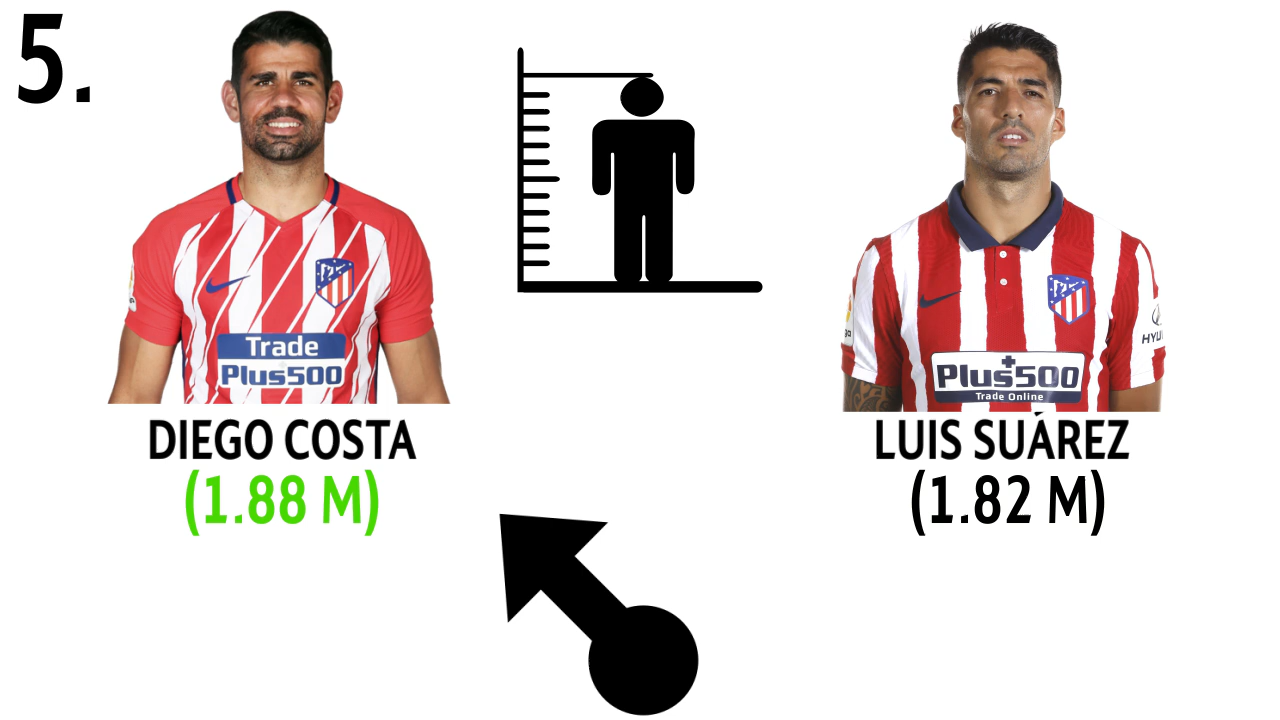 5.
Trade
Plus500
DIEGO COSTA
(1.88 M)
Plus500
Trade Online
LUIS SUÁREZ
(1.82 M)